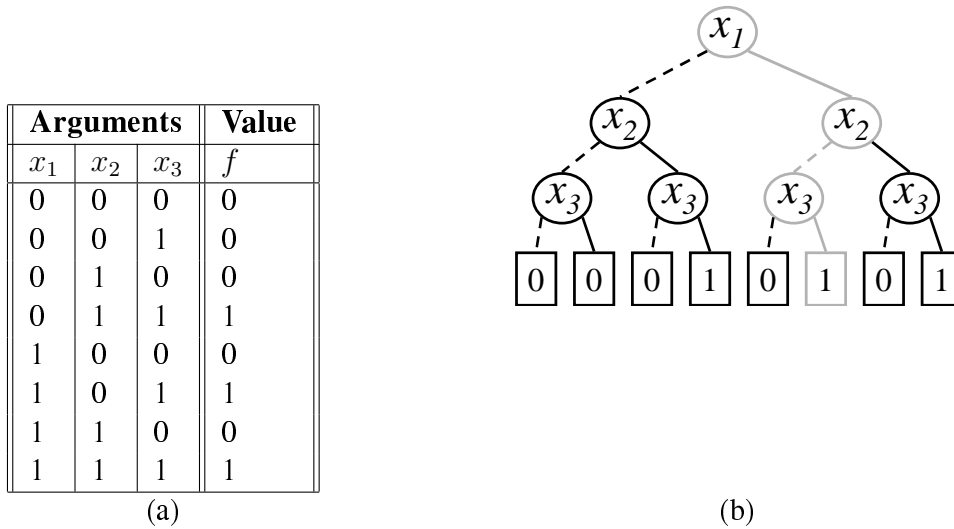 Arguments Value
x1 x2 x3 f
0 0 0 0
0 0 1 0
0 1 0 0
0 1 1 1
1 0 0 0
1 0 1 1
1 1 0 0
1 1 1 1
(a)
x1
x2 x2
x3 x3 x3 x3
0 0 0 1 0 1 0 1
(b)